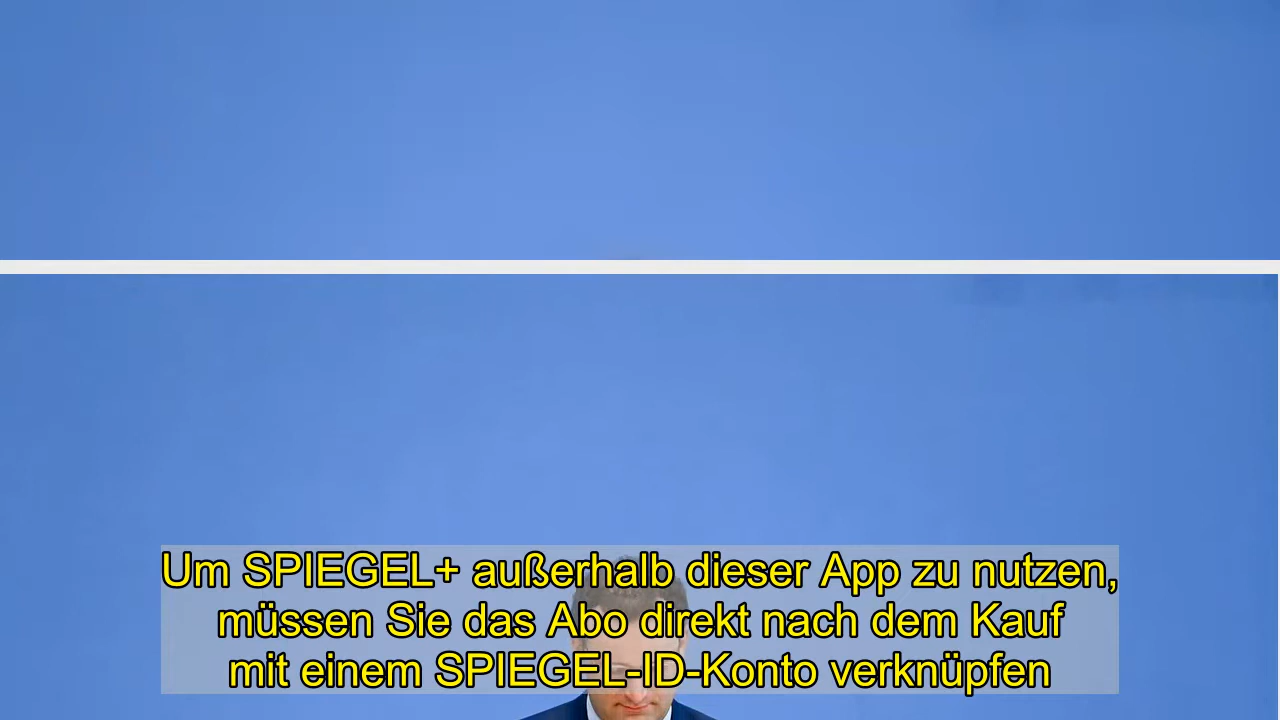 Um SPIEGEL+ außerhalb dieser App zu nutzen,
müssen Sie das Abo direkt nach dem Kauf
mit einem SPIEGEL-ID-Konto verknüpfen